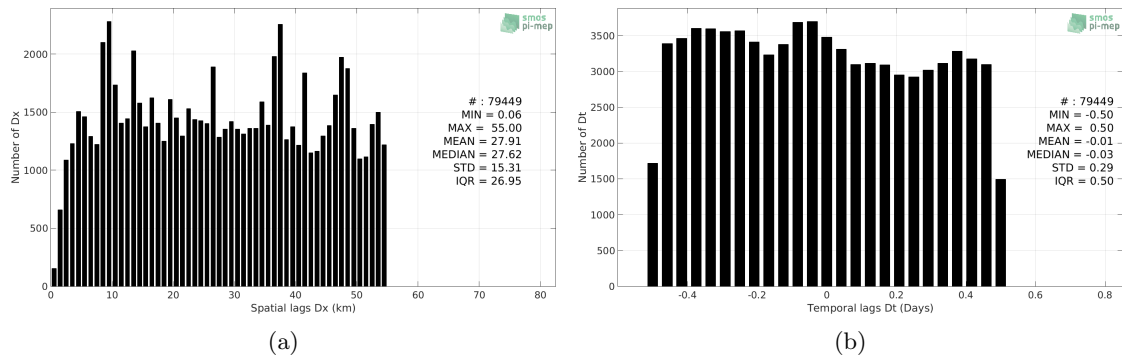 smos
pi-mep
2000
1500
1000
500
0
0 10 20 30 40 50 60 70 80
Number of Dx
Spatial lags Dx (km)
# : 79449
MIN = 0.06
MAX = 55.00
MEAN = 27.91
MEDIAN = 27.62
STD = 15.31
IQR = 26.95
(a)
smos
pi-mep
3500
3000
2500
2000
1500
1000
500
0
-0.4 -0.2 0 0.2 0.4 0.6 0.8
Number of Dt
Temporal lags Dt (Days)
# : 79449
MIN = -0.50
MAX = 0.50
MEAN = -0.01
MEDIAN = -0.03
STD = 0.29
IQR = 0.50
(b)